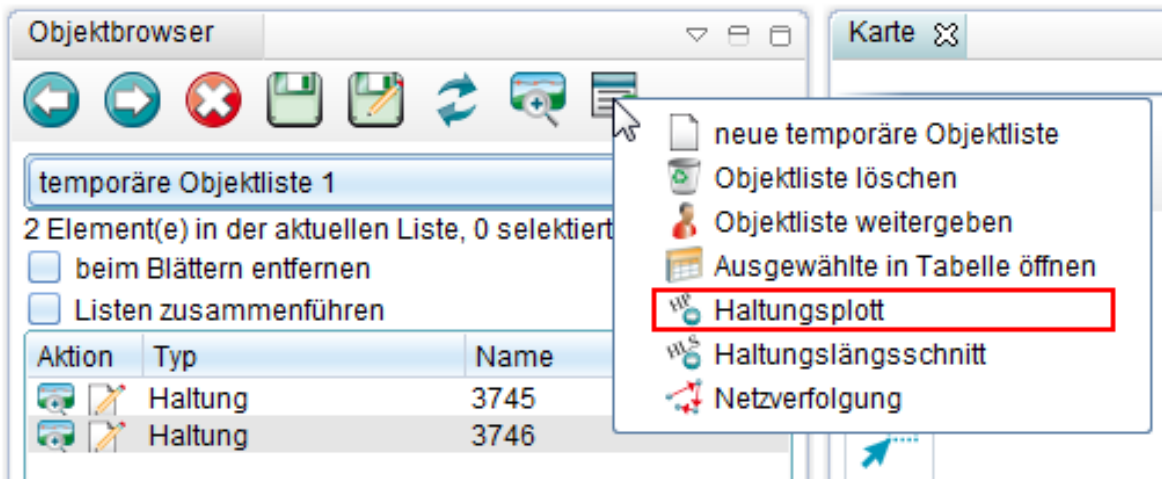 Objektbrowser
Karte
temporäre Objektliste 1
2 Element(e) in der aktuellen Liste, 0 selektiert
beim Blättern entfernen
Listen zusammenführen
Aktion Typ Name
Haltung 3745
Haltung 3746
neue temporäre Objektliste
Objektliste löschen
Objektliste weitergeben
Ausgewählte in Tabelle öffnen
HP Haltungsplott
HLS Haltungslängsschnitt
Netzverfolgung